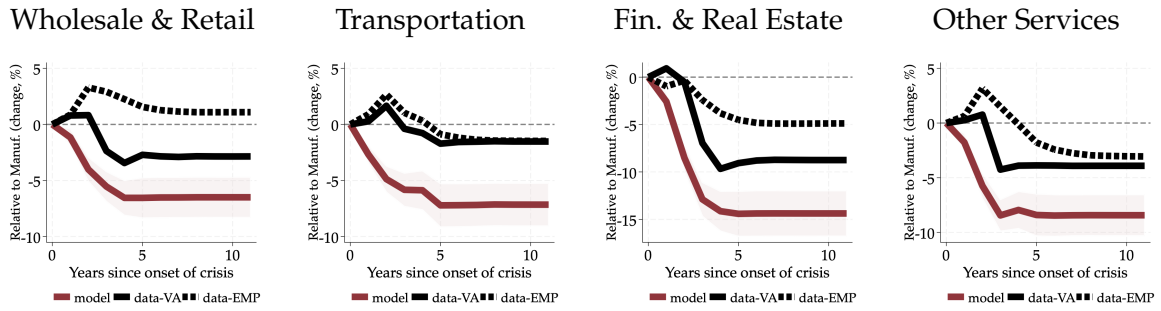 Wholesale & Retail
Relative to Manuf. (change, %)
5
0
-5
-10
0 5 10
Years since onset of crisis
model data-VA data-EMP
Transportation
Relative to Manuf. (change, %)
5
0
-5
-10
0 5 10
Years since onset of crisis
model data-VA data-EMP
Fin. & Real Estate
Relative to Manuf. (change, %)
0
-5
-10
-15
0 5 10
Years since onset of crisis
model data-VA data-EMP
Other Services
Relative to Manuf. (change, %)
5
0
-5
-10
0 5 10
Years since onset of crisis
model data-VA data-EMP